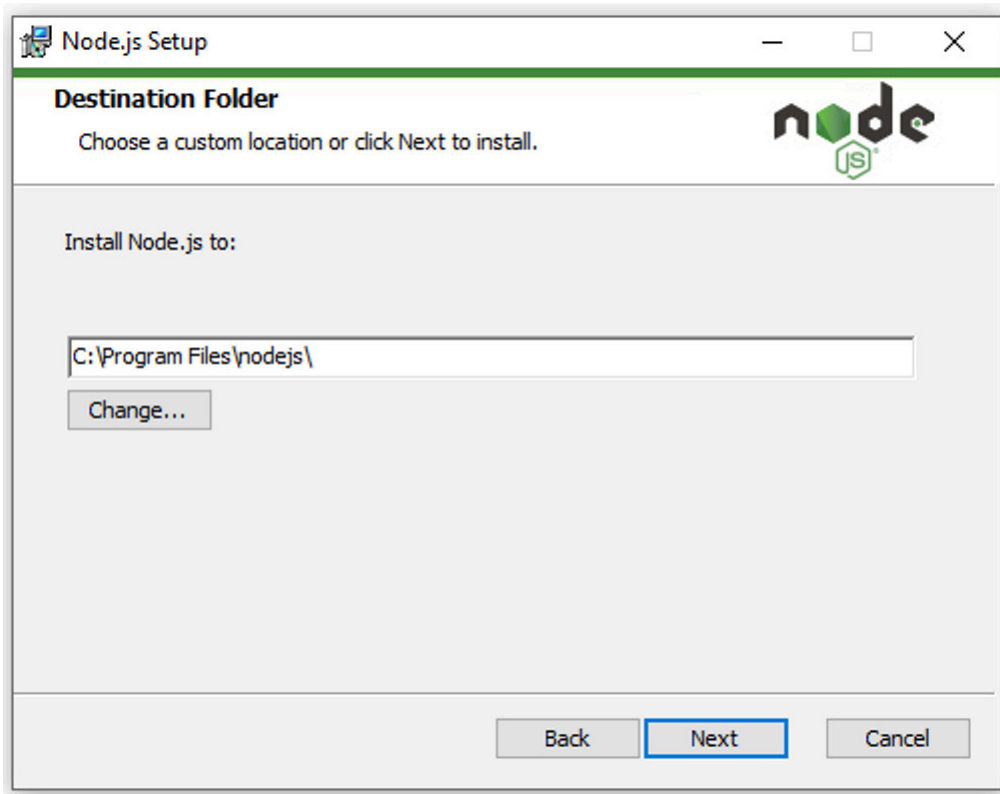 Node.js Setup
Destination Folder
Choose a custom location or click Next to install.
node
JS
Install Node.js to:
C:\Program Files\nodejs\
Change...
Back
Next
Cancel